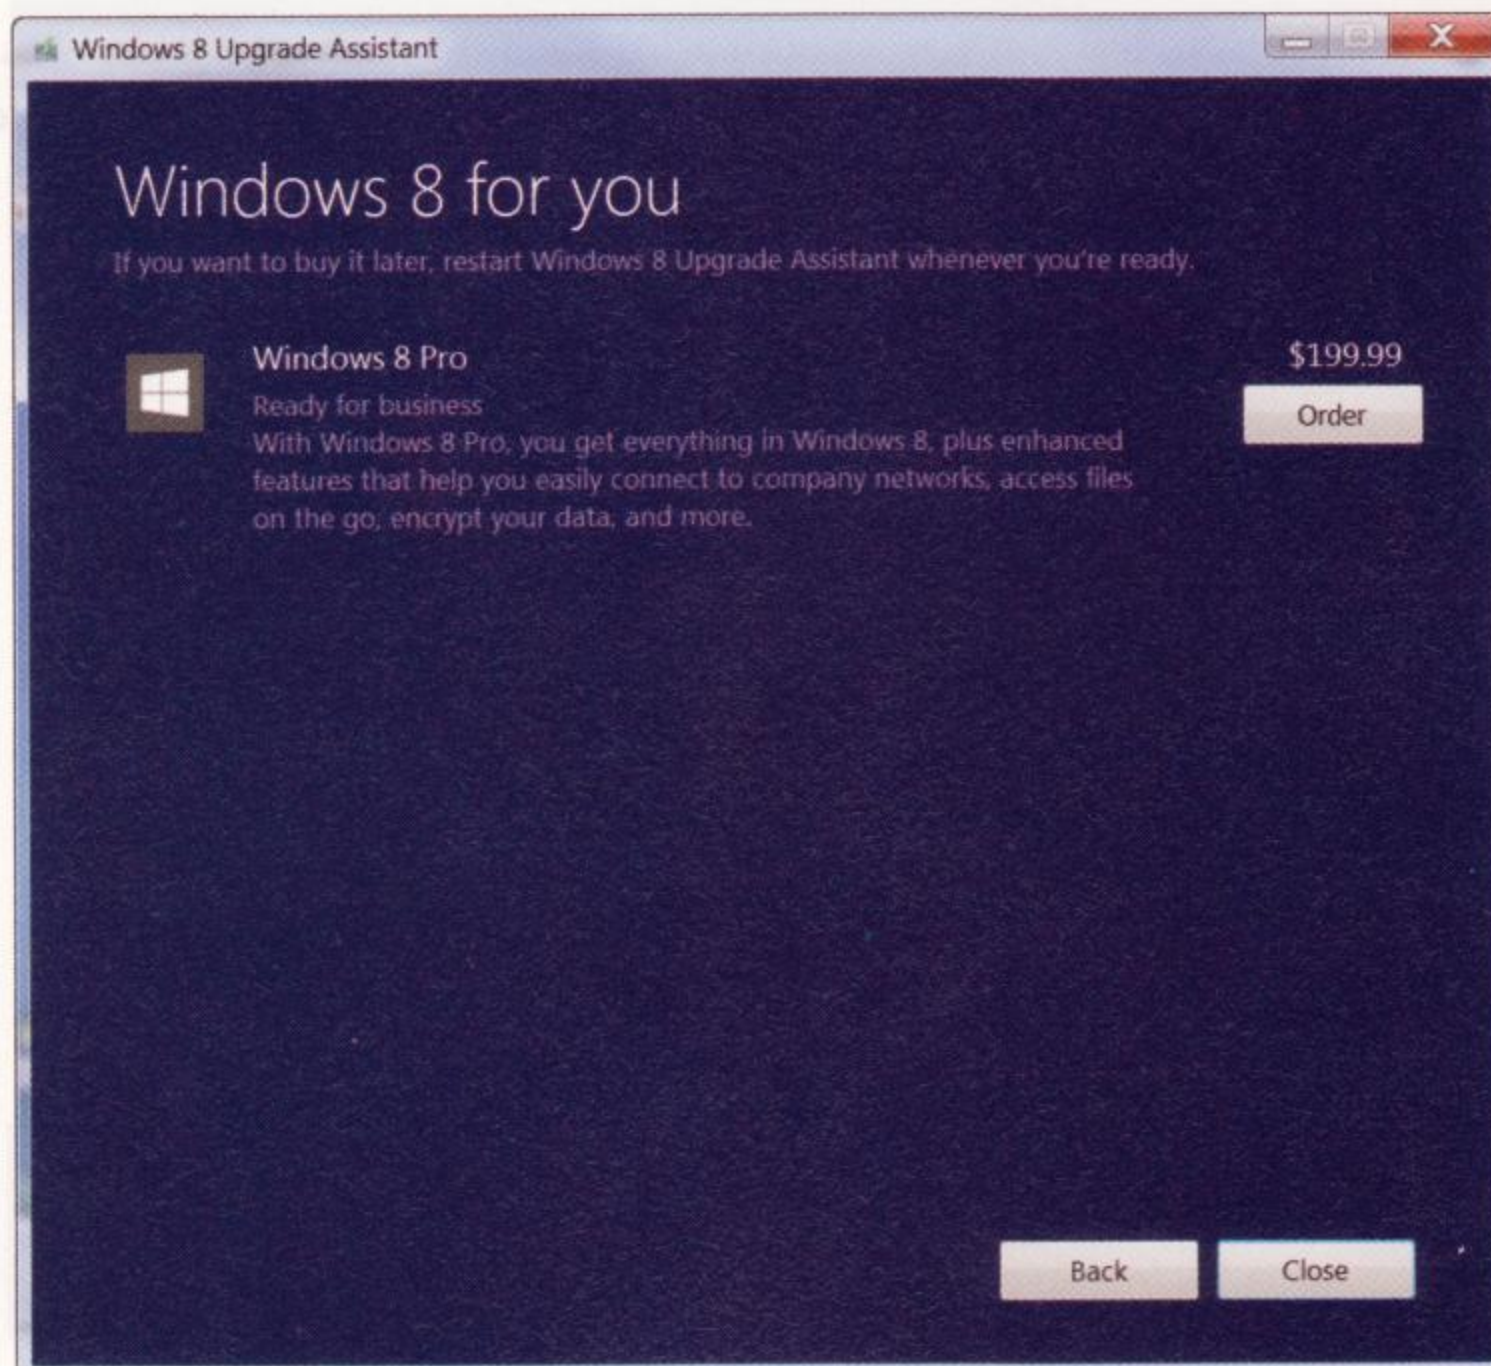 Windows 8 Upgrade Assistant
Windows 8 for you
If you want to buy it later, restart Windows 8 Upgrade Assistant whenever you're ready.
Windows 8 Pro
$199.99
Ready for business
Order
With Windows 8 Pro, you get everything in Windows 8, plus enhanced
features that help you easily connect to company networks, access files
on the go, encrypt your data, and more.
Back
Close